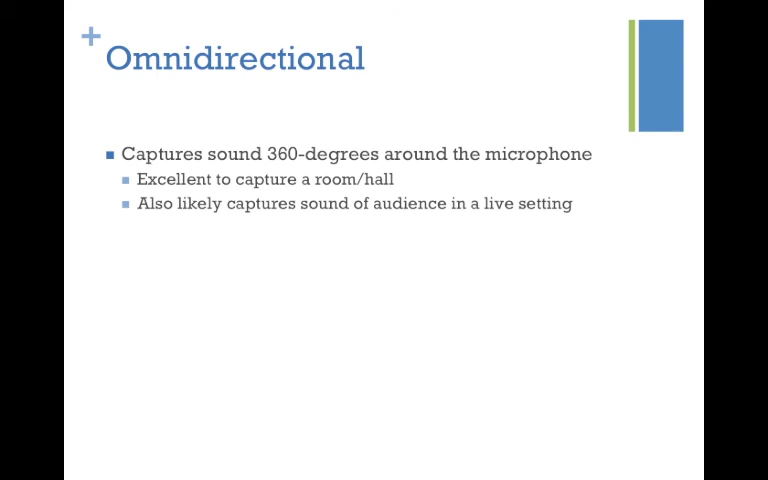 +
Omnidirectional
Captures sound 360-degrees around the microphone
Excellent to capture a room/hall
Also likely captures sound of audience in a live setting